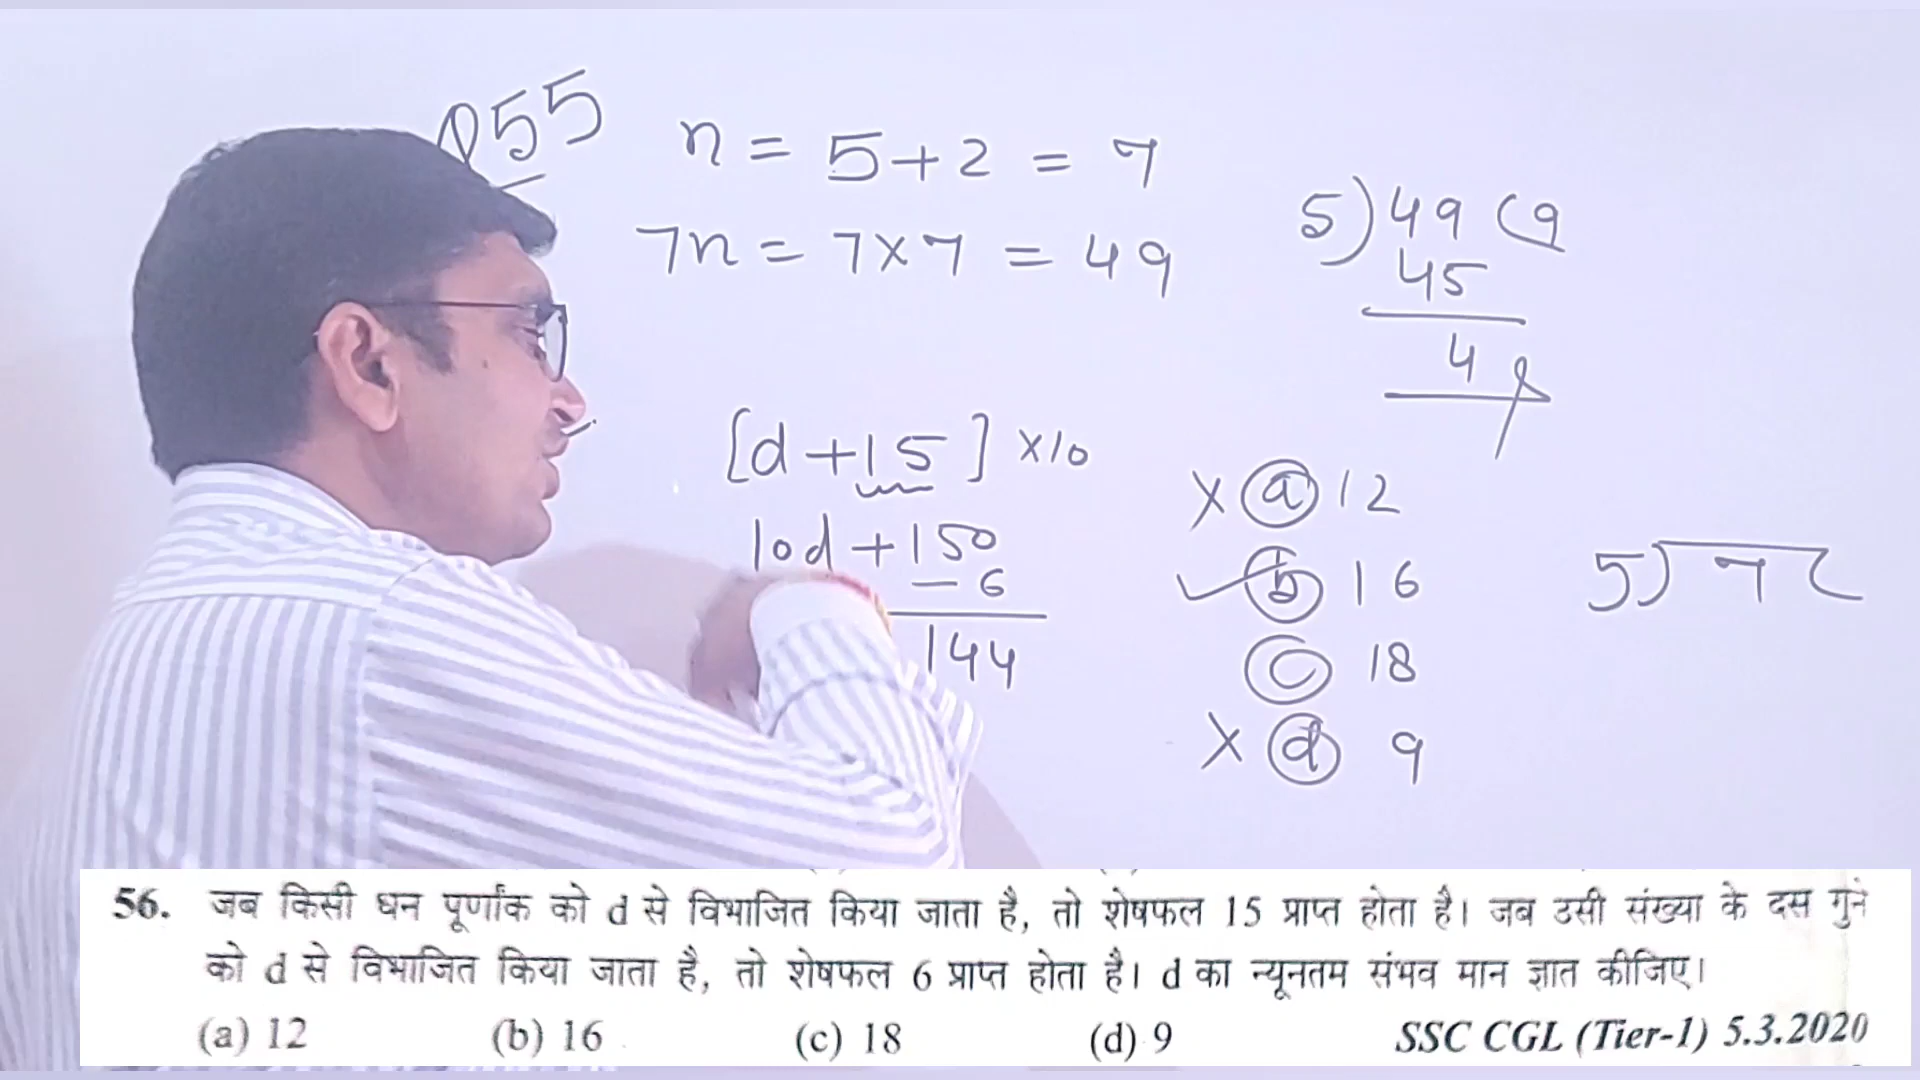 Q55
n = 5+2 = 7
7n = 7×7 = 49
5)49(9
45
4
[d+15]×10
10d+150
- 6
144
× (a) 12
✓ (b) 16
(c) 18
× (d) 9
5)7(
56. जब किसी धन पूर्णांक को d से विभाजित किया जाता है, तो शेषफल 15 प्राप्त होता है। जब उसी संख्या के दस गुने
को d से विभाजित किया जाता है, तो शेषफल 6 प्राप्त होता है। d का न्यूनतम संभव मान ज्ञात कीजिए।
(a) 12 (b) 16 (c) 18 (d) 9 SSC CGL (Tier-1) 5.3.2020